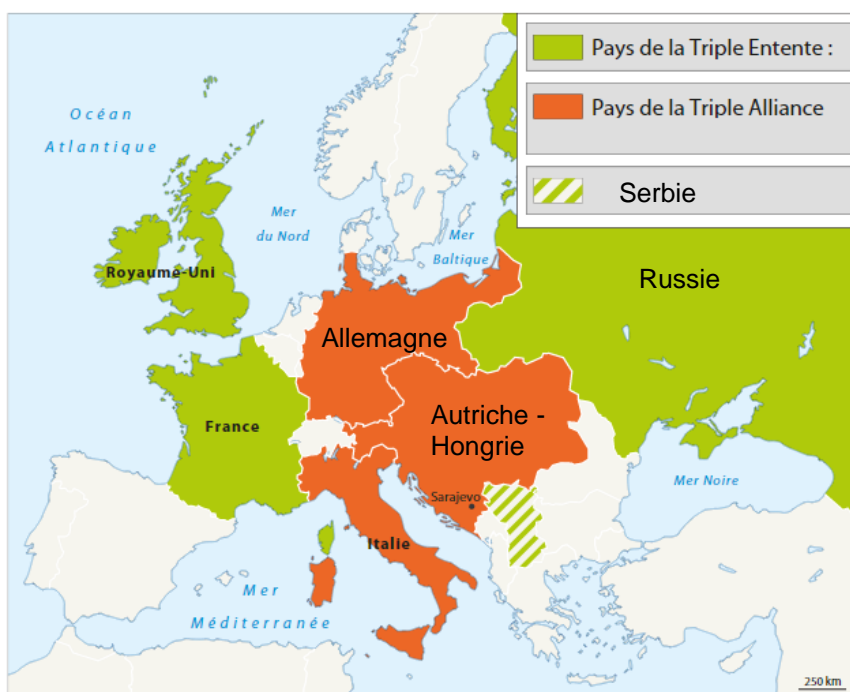 Pays de la Triple Entente :
Pays de la Triple Alliance
Serbie
Océan
Atlantique
Mer
du Nord
Mer
Baltique
Royaume-Uni
Russie
Allemagne
France
Autriche -
Hongrie
Sarajevo
Mer Noire
Italie
Mer
Méditerranée
250 km